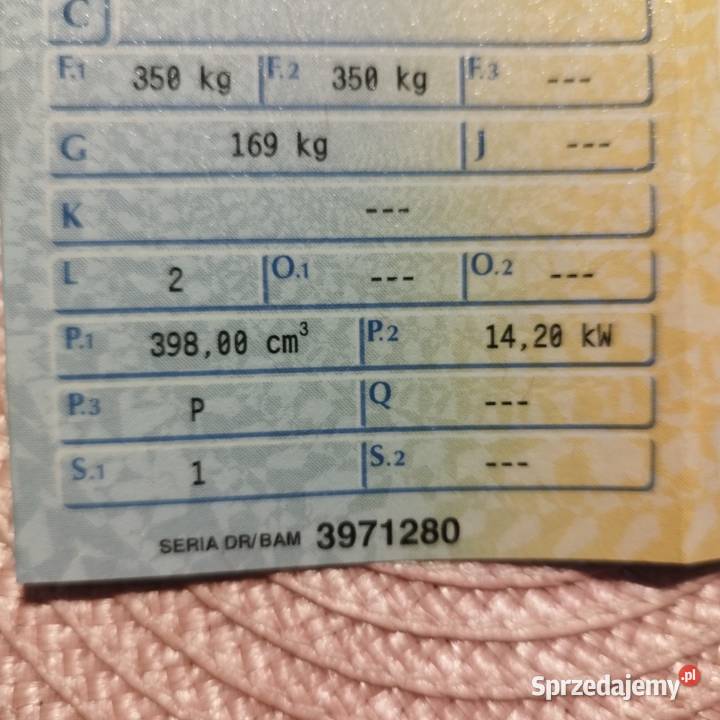 C
F.1 350 kg F.2 350 kg F.3 ---
G 169 kg J ---
K ---
L 2 O.1 --- O.2 ---
P.1 398,00 cm³ P.2 14,20 kW
P.3 P Q ---
S.1 1 S.2 ---
SERIA DR/BAM 3971280
Sprzedajemy.pl